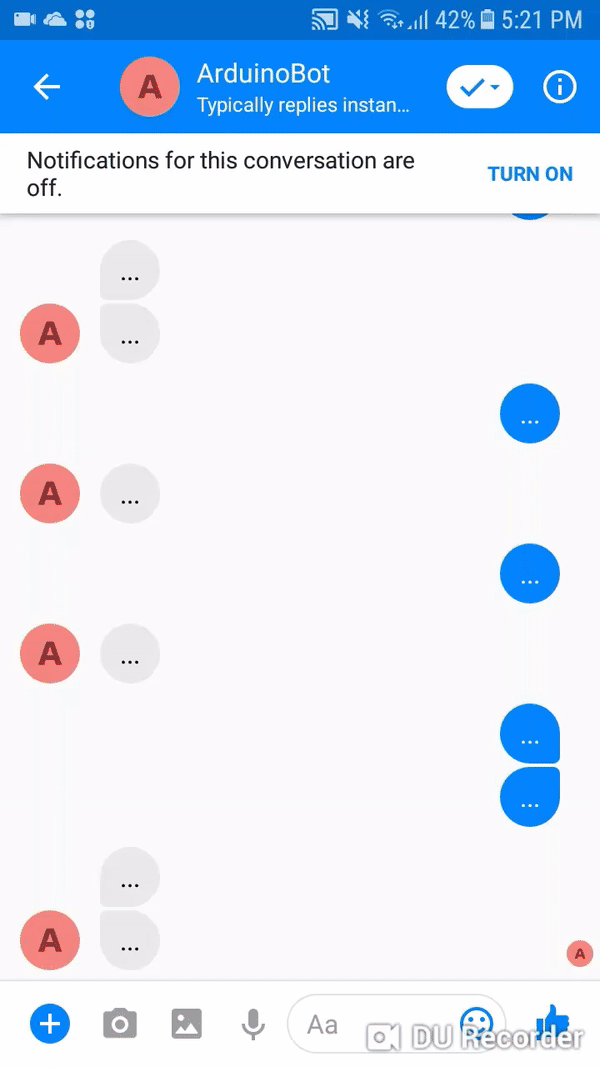 42% 5:21 PM
A
ArduinoBot
Typically replies instan...
Notifications for this conversation are
off.
TURN ON
...
A ...
...
A ...
...
A ...
...
...
...
A ...
A
Aa
DU Recorder